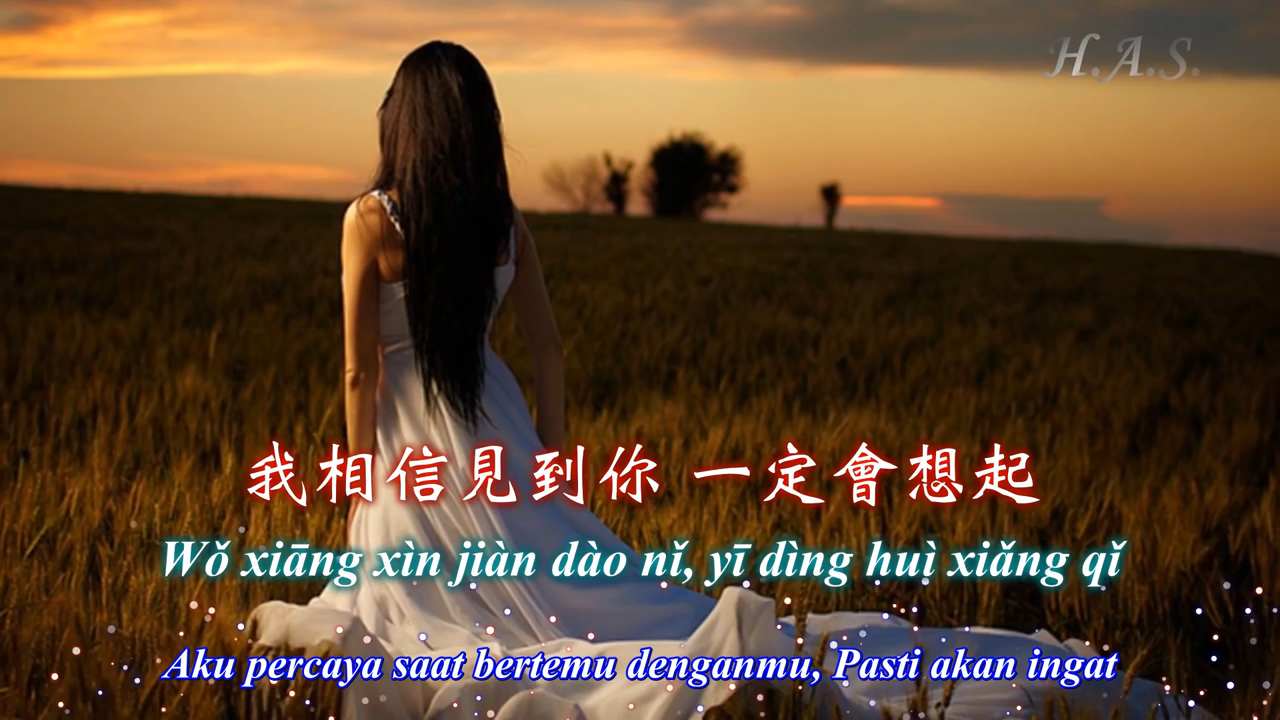 H.A.S.
我相信見到你 一定會想起
Wǒ xiāng xìn jiàn dào nǐ, yī dìng huì xiǎng qǐ
Aku percaya saat bertemu denganmu, Pasti akan ingat